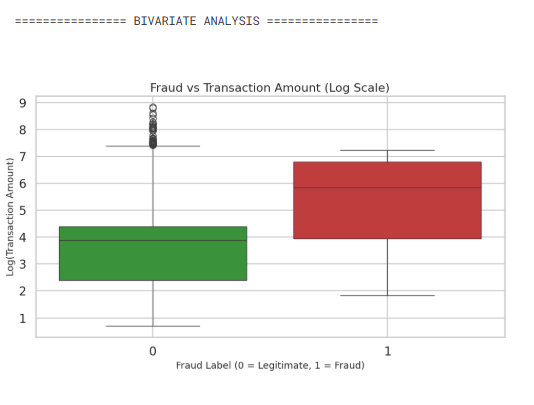 ================ BIVARIATE ANALYSIS ================
Fraud vs Transaction Amount (Log Scale)
9
8
7
6
5
4
3
2
1
Log(Transaction Amount)
0 1
Fraud Label (0 = Legitimate, 1 = Fraud)